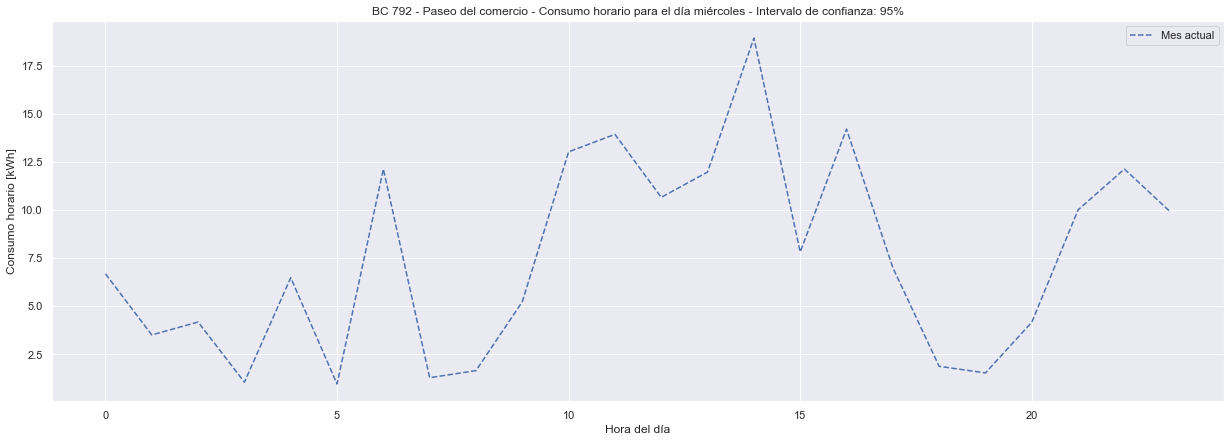 BC 792 - Paseo del comercio - Consumo horario para el día miércoles - Intervalo de confianza: 95%
Mes actual
Consumo horario [kWh]
17.5
15.0
12.5
10.0
7.5
5.0
2.5
0 5 10 15 20
Hora del día